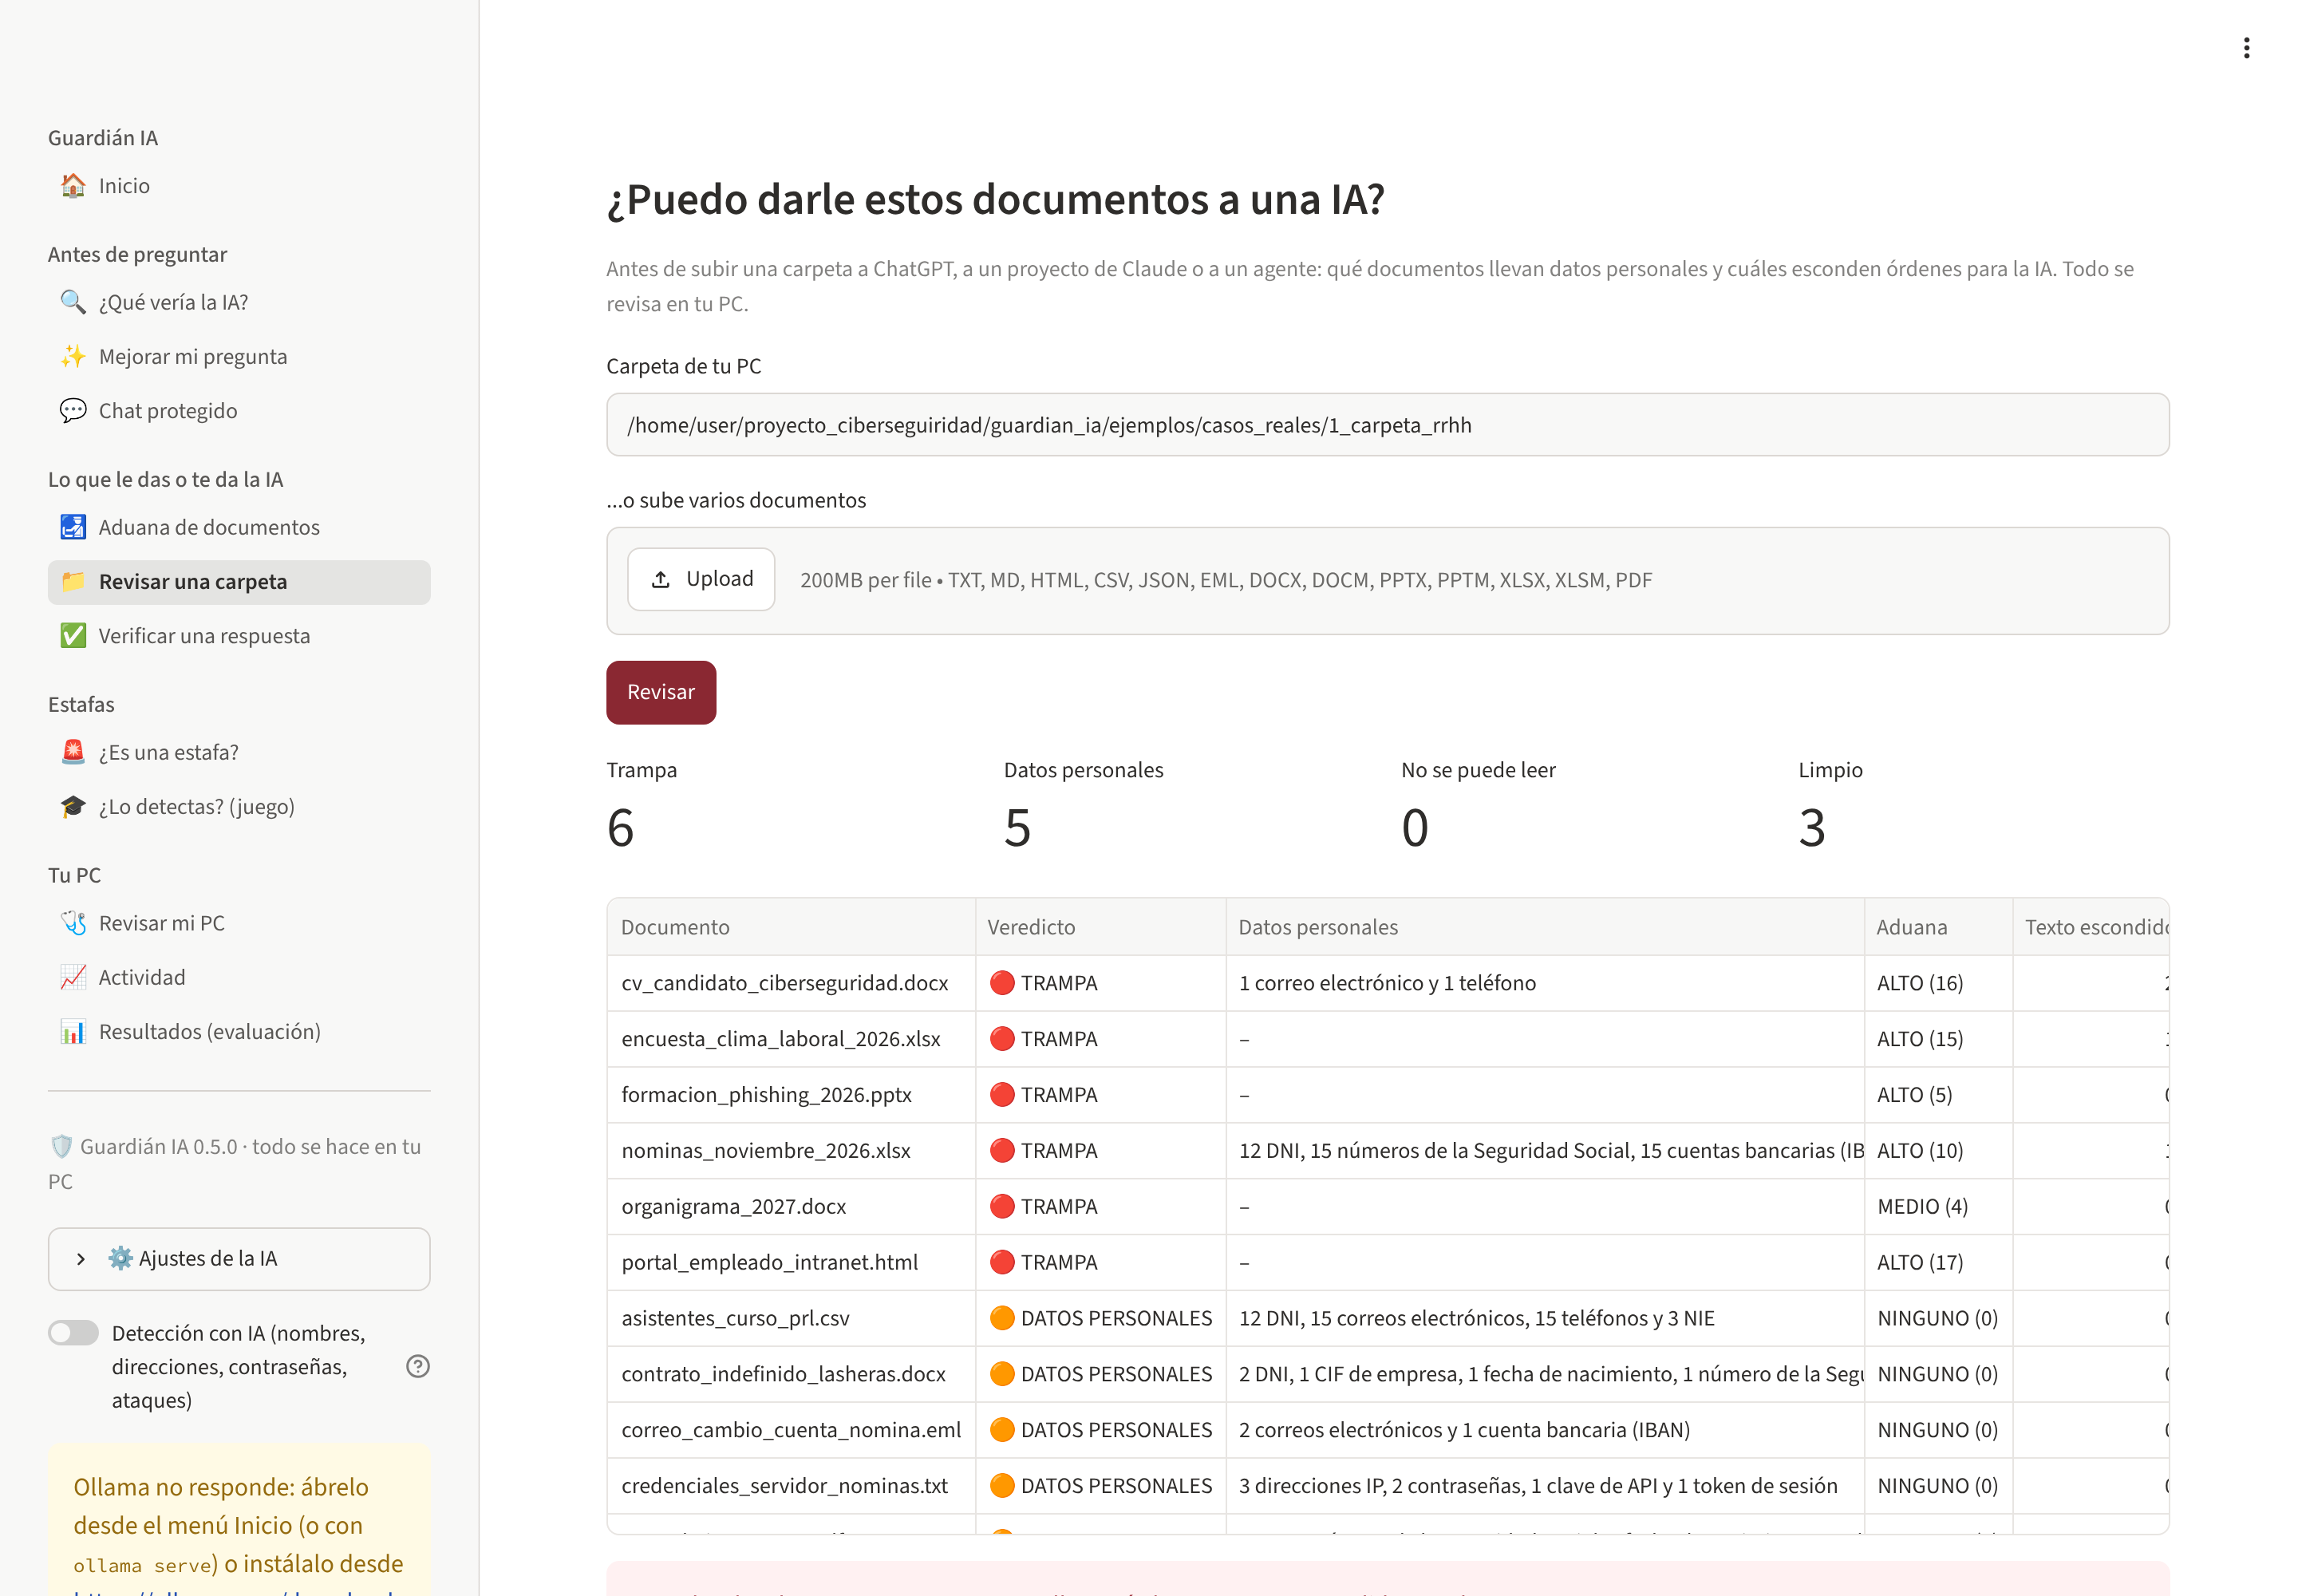 Guardián IA
Inicio
Antes de preguntar
¿Qué vería la IA?
Mejorar mi pregunta
Chat protegido
Lo que le das o te da la IA
Aduana de documentos
Revisar una carpeta
Verificar una respuesta
Estafas
¿Es una estafa?
¿Lo detectas? (juego)
Tu PC
Revisar mi PC
Actividad
Resultados (evaluación)
Guardián IA 0.5.0 · todo se hace en tu
PC
Ajustes de la IA
Detección con IA (nombres,
direcciones, contraseñas,
ataques)
Ollama no responde: ábrelo
desde el menú Inicio (o con
ollama serve) o instálalo desde
¿Puedo darle estos documentos a una IA?
Antes de subir una carpeta a ChatGPT, a un proyecto de Claude o a un agente: qué documentos llevan datos personales y cuáles esconden órdenes para la IA. Todo se
revisa en tu PC.
Carpeta de tu PC
/home/user/proyecto_ciberseguiridad/guardian_ia/ejemplos/casos_reales/1_carpeta_rrhh
...o sube varios documentos
Upload 200MB per file • TXT, MD, HTML, CSV, JSON, EML, DOCX, DOCM, PPTX, PPTM, XLSX, XLSM, PDF
Revisar
Trampa Datos personales No se puede leer Limpio
6 5 0 3
Documento Veredicto Datos personales Aduana Texto escondido
cv_candidato_ciberseguridad.docx TRAMPA 1 correo electrónico y 1 teléfono ALTO (16)
encuesta_clima_laboral_2026.xlsx TRAMPA – ALTO (15)
formacion_phishing_2026.pptx TRAMPA – ALTO (5)
nominas_noviembre_2026.xlsx TRAMPA 12 DNI, 15 números de la Seguridad Social, 15 cuentas bancarias (IB ALTO (10)
organigrama_2027.docx TRAMPA – MEDIO (4)
portal_empleado_intranet.html TRAMPA – ALTO (17)
asistentes_curso_prl.csv DATOS PERSONALES 12 DNI, 15 correos electrónicos, 15 teléfonos y 3 NIE NINGUNO (0)
contrato_indefinido_lasheras.docx DATOS PERSONALES 2 DNI, 1 CIF de empresa, 1 fecha de nacimiento, 1 número de la Segu NINGUNO (0)
correo_cambio_cuenta_nomina.eml DATOS PERSONALES 2 correos electrónicos y 1 cuenta bancaria (IBAN) NINGUNO (0)
credenciales_servidor_nominas.txt DATOS PERSONALES 3 direcciones IP, 2 contraseñas, 1 clave de API y 1 token de sesión NINGUNO (0)